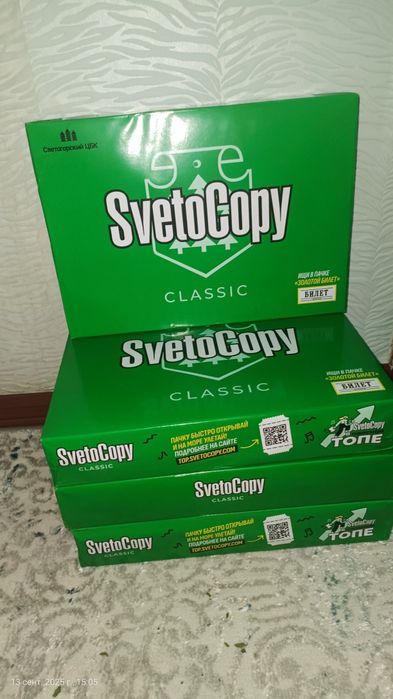 Светогорский ЦБК
SvetoCopy
CLASSIC
ИЩИ В ПАЧКЕ
«ЗОЛОТОЙ БИЛЕТ»
БИЛЕТ
SvetoCopy
CLASSIC
ИЩИ В ПАЧКЕ
«ЗОЛОТОЙ БИЛЕТ»
БИЛЕТ
SvetoCopy
CLASSIC
ПАЧКУ БЫСТРО ОТКРЫВАЙ
И НА МОРЕ УЛЕТАЙ!
ПОДРОБНЕЕ НА САЙТЕ
TOP.SVETOCOPY.COM
SvetoCopy
ТОПЕ
SvetoCopy
CLASSIC
SvetoCopy
CLASSIC
ПАЧКУ БЫСТРО ОТКРЫВАЙ
И НА МОРЕ УЛЕТАЙ!
ПОДРОБНЕЕ НА САЙТЕ
TOP.SVETOCOPY.COM
SvetoCopy
ТОПЕ
13 сент. 2025 г., 15:05